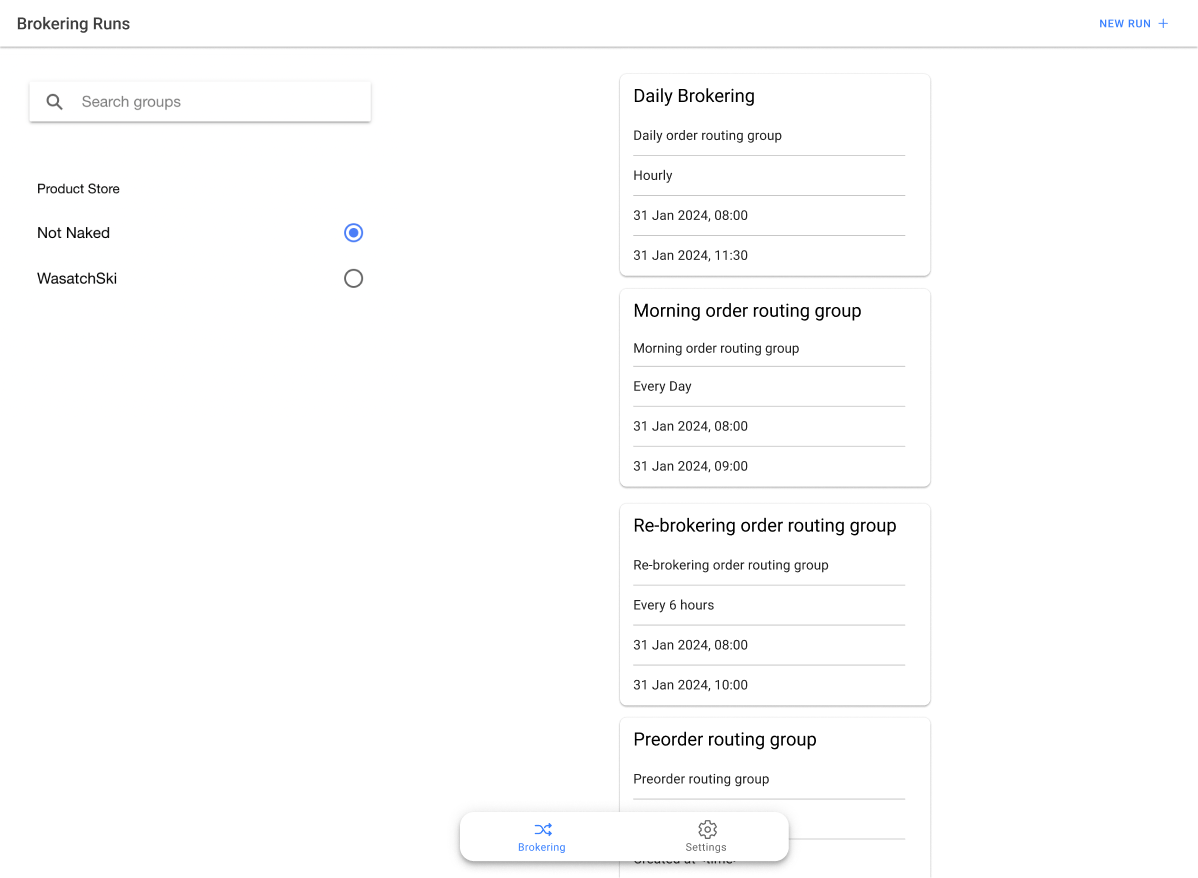 Brokering Runs
NEW RUN
Search groups
Product Store
Not Naked
WasatchSki
Daily Brokering
Daily order routing group
Hourly
31 Jan 2024, 08:00
31 Jan 2024, 11:30
Morning order routing group
Morning order routing group
Every Day
31 Jan 2024, 08:00
31 Jan 2024, 09:00
Re-brokering order routing group
Re-brokering order routing group
Every 6 hours
31 Jan 2024, 08:00
31 Jan 2024, 10:00
Preorder routing group
Preorder routing group
Brokering
Settings